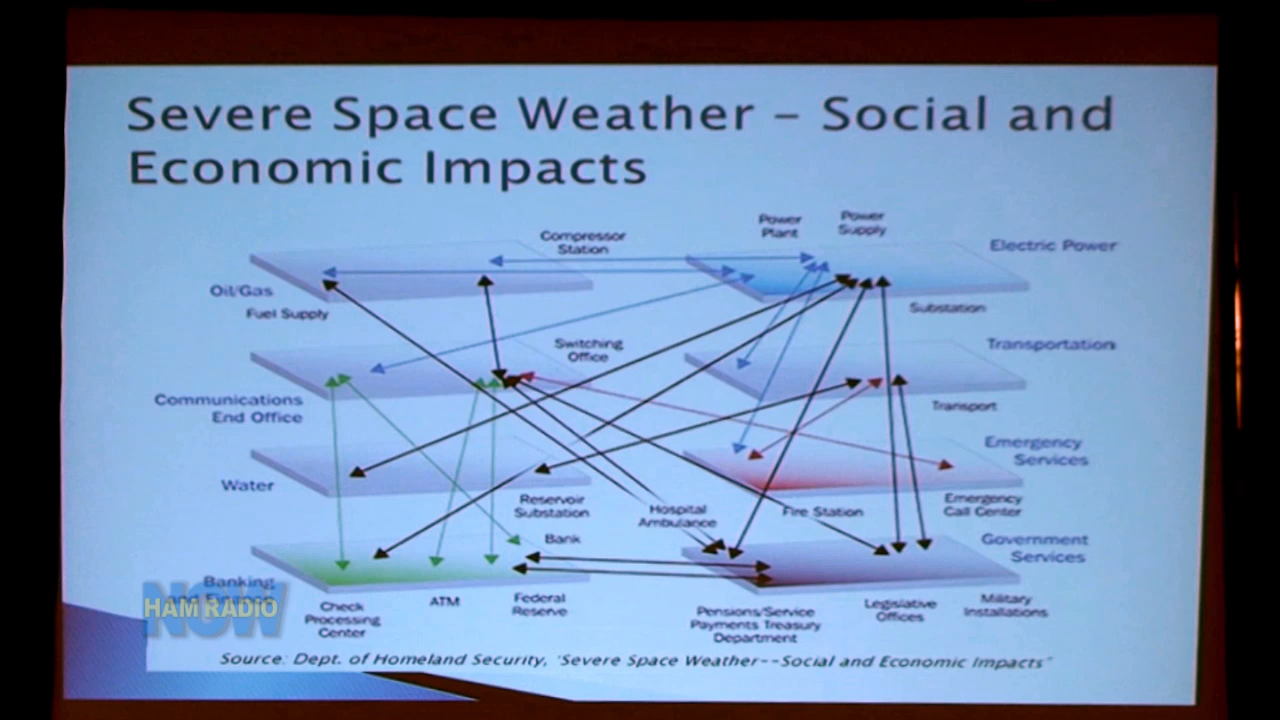 Severe Space Weather – Social and
Economic Impacts
Compressor
Station
Power
Plant
Power
Supply
Electric Power
Oil/Gas
Fuel Supply
Substation
Switching
Office
Transportation
Communications
End Office
Transport
Emergency
Services
Water
Reservoir
Substation
Hospital
Ambulance
Fire Station
Emergency
Call Center
Bank
Government
Services
Banking
NOW
HAM RADIO
Check
Processing
Center
ATM
Federal
Reserve
Pensions/Service
Payments Treasury
Department
Legislative
Offices
Military
Installations
Source: Dept. of Homeland Security, "Severe Space Weather--Social and Economic Impacts"